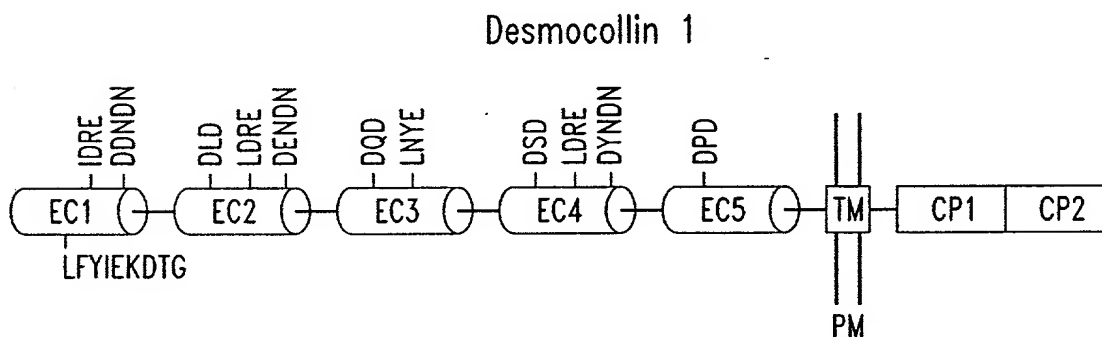 Desmocollin 1
IDRE
DDNDN
DLD
LDRE
DENDN
DQD
LNYE
DSD
LDRE
DYNDN
DPD
EC1
EC2
EC3
EC4
EC5
TM
CP1
CP2
LFYIEKDTG
PM